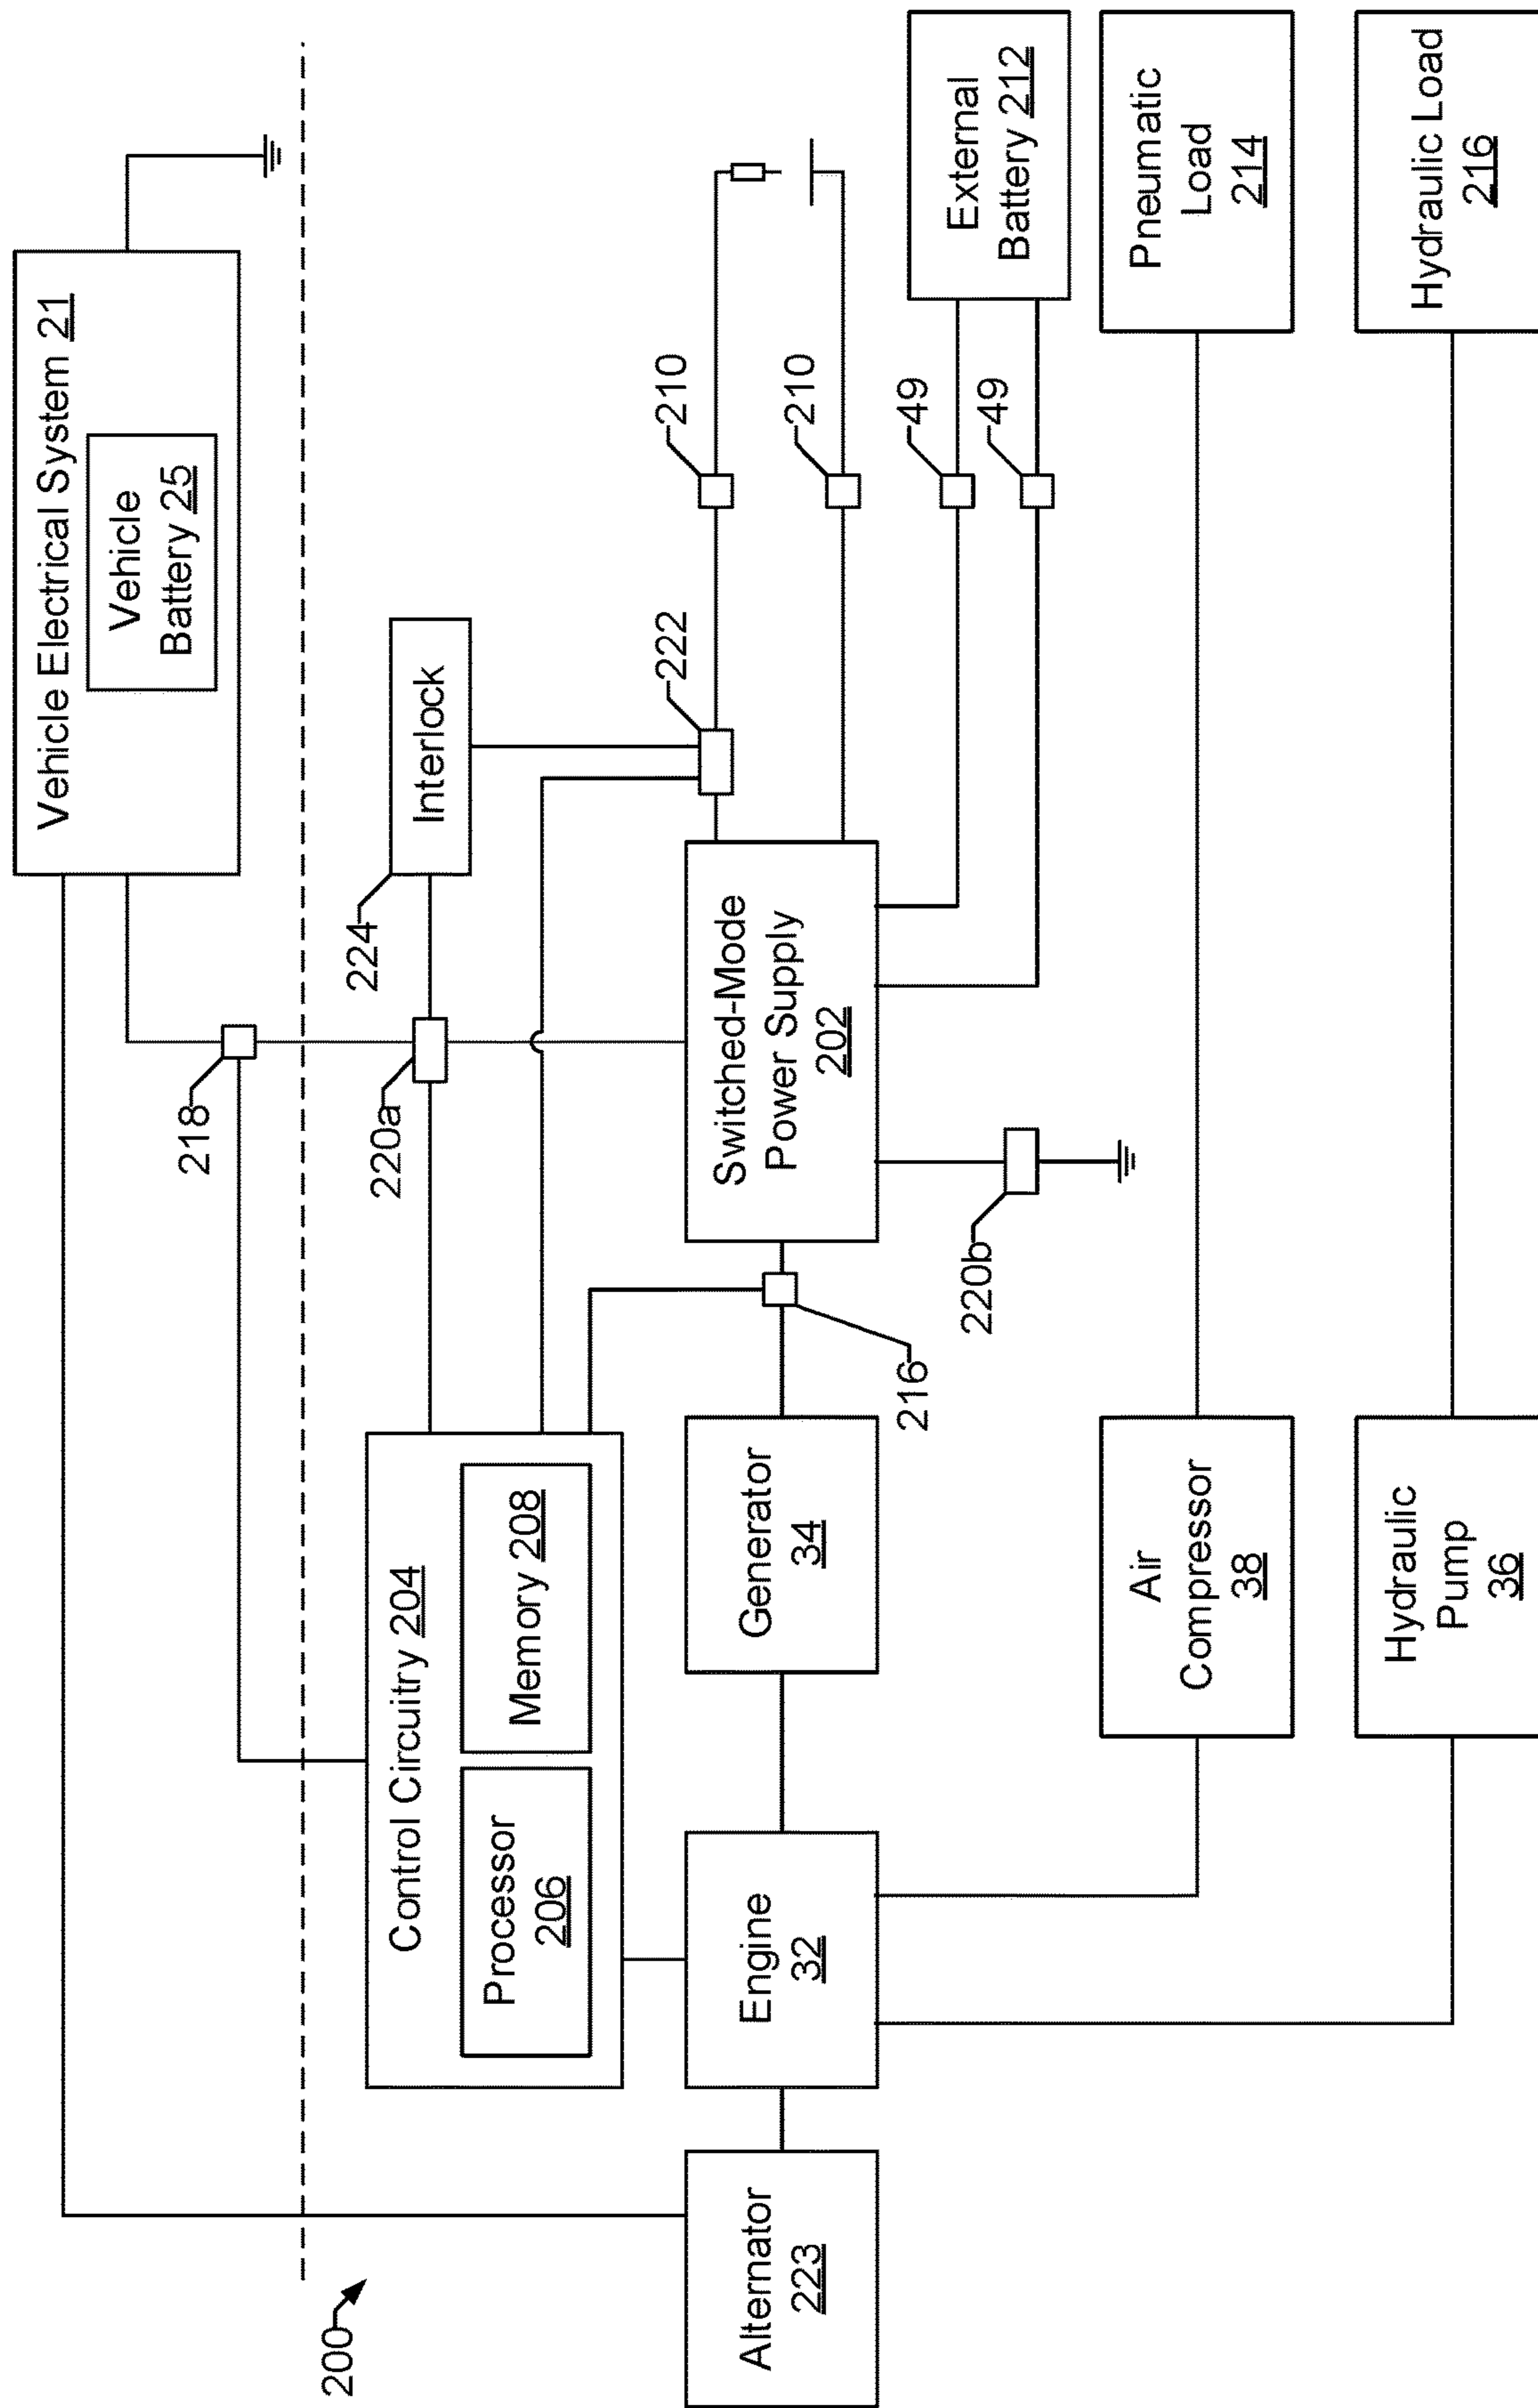 Vehicle Electrical System 21
Vehicle
Battery 25
218
224
Interlock
220a
222
210
210
49
49
200
Control Circuitry 204
Processor
206
Memory 208
Alternator
223
Engine
32
Generator
34
216
Switched-Mode
Power Supply
202
220b
External
Battery 212
Air
Compressor
38
Pneumatic
Load
214
Hydraulic
Pump
36
Hydraulic Load
216